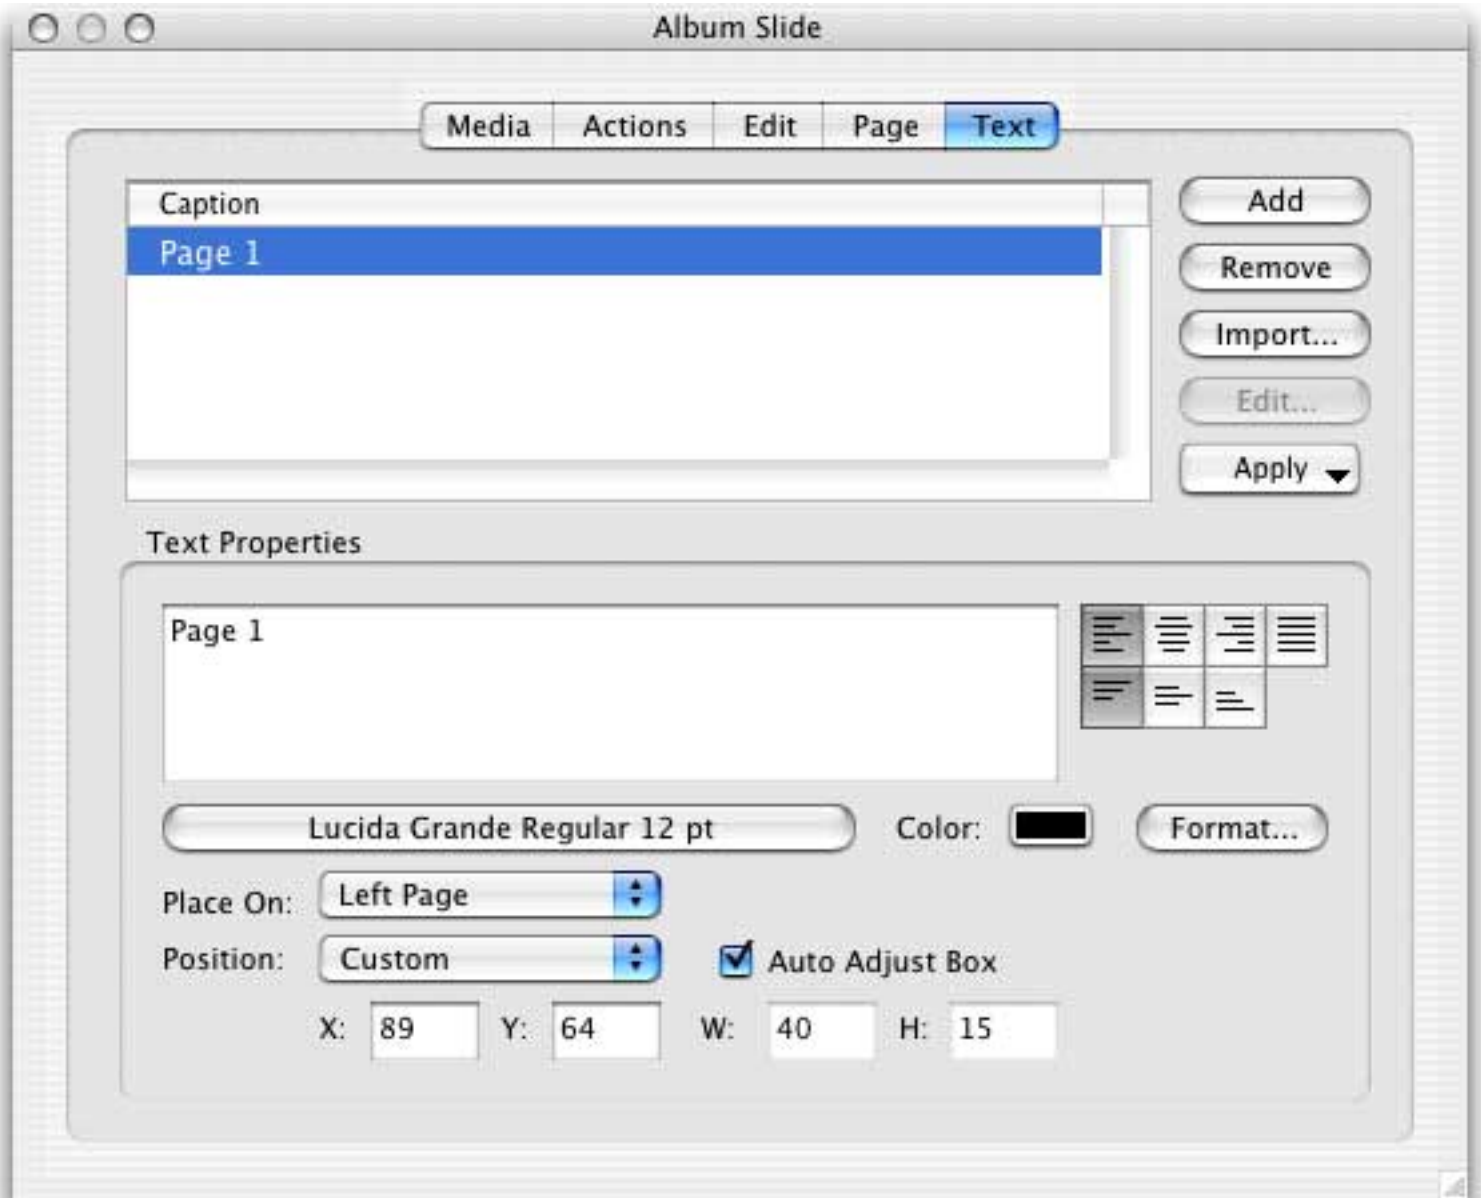 Album Slide
Media Actions Edit Page Text
Caption
Page 1
Add
Remove
Import...
Edit...
Apply
Text Properties
Page 1
Lucida Grande Regular 12 pt Color: Format...
Place On: Left Page
Position: Custom Auto Adjust Box
X: 89 Y: 64 W: 40 H: 15